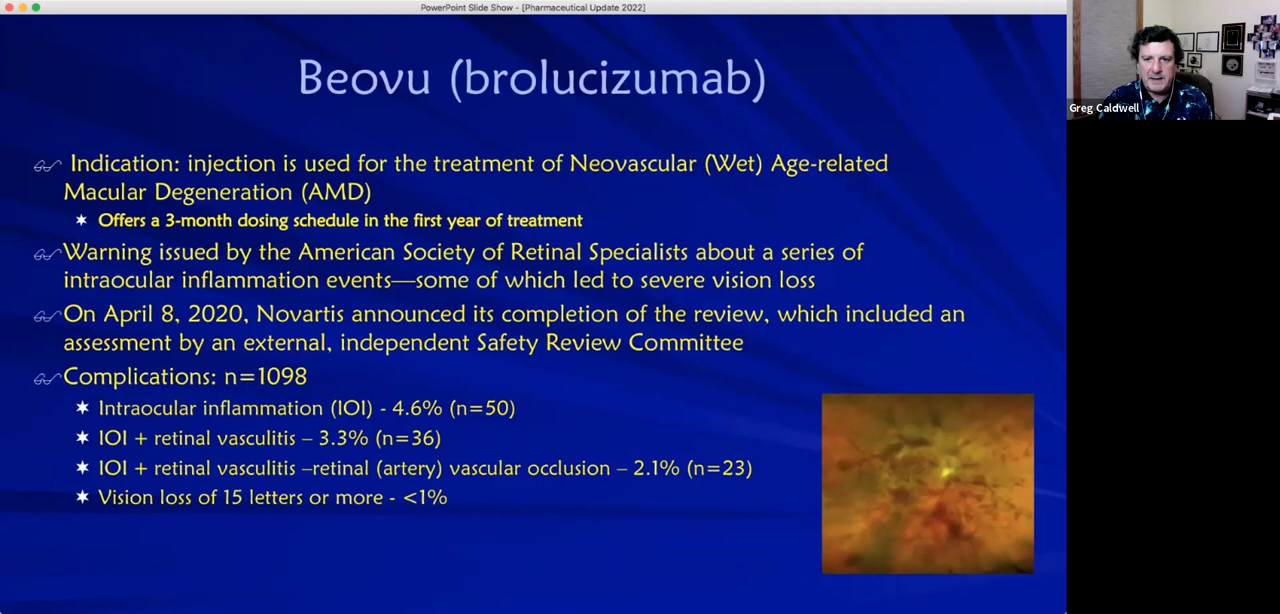 PowerPoint Slide Show - [Pharmaceutical Update 2022]
Beovu (brolucizumab)
Indication: injection is used for the treatment of Neovascular (Wet) Age-related
Macular Degeneration (AMD)
Offers a 3-month dosing schedule in the first year of treatment
Warning issued by the American Society of Retinal Specialists about a series of
intraocular inflammation events—some of which led to severe vision loss
On April 8, 2020, Novartis announced its completion of the review, which included an
assessment by an external, independent Safety Review Committee
Complications: n=1098
Intraocular inflammation (IOI) - 4.6% (n=50)
IOI + retinal vasculitis – 3.3% (n=36)
IOI + retinal vasculitis –retinal (artery) vascular occlusion – 2.1% (n=23)
Vision loss of 15 letters or more - <1%
Greg Caldwell